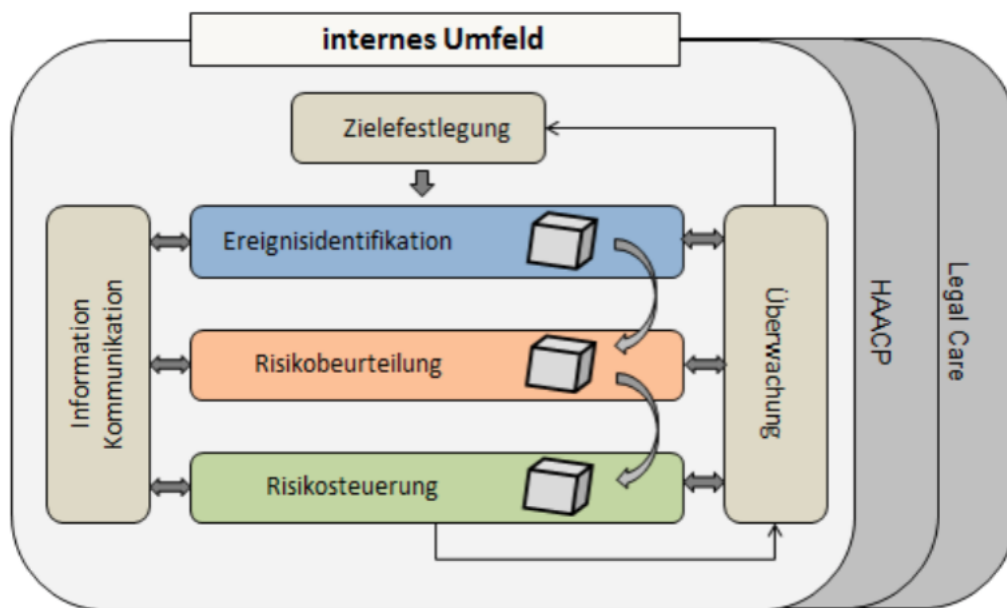 internes Umfeld
Zielefestlegung
Ereignisidentifikation
Risikobeurteilung
Risikosteuerung
Information
Kommunikation
Überwachung
HAACP
Legal Care